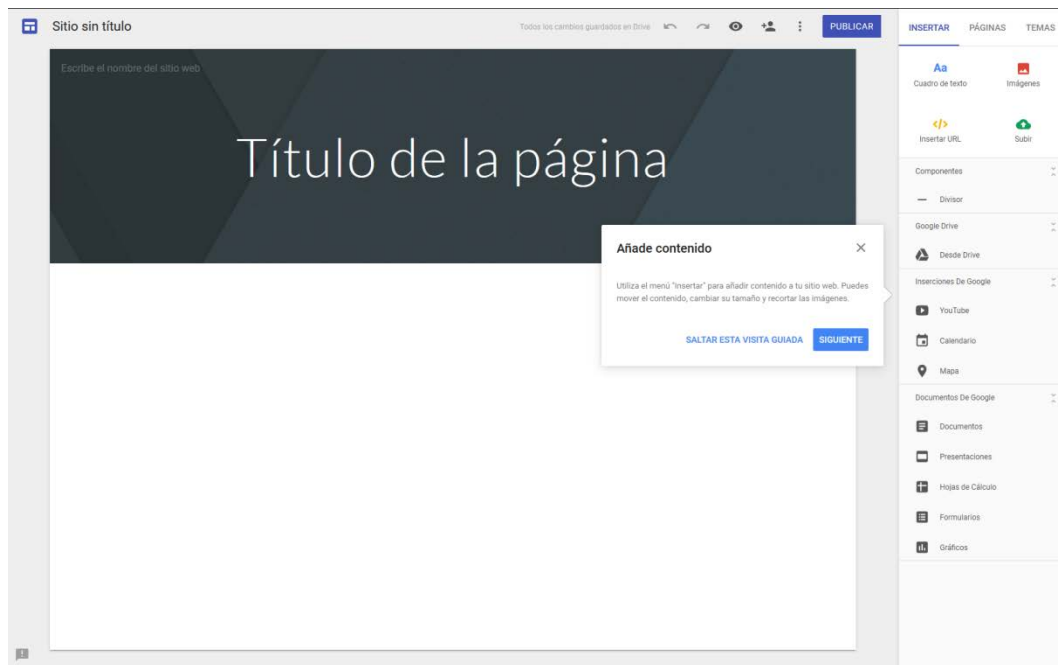 Sitio sin título
Todos los cambios guardados en Drive
PUBLICAR
Escribe el nombre del sitio web
Título de la página
Añade contenido
Utiliza el menú "Insertar" para añadir contenido a tu sitio web. Puedes
mover el contenido, cambiar su tamaño y recortar las imágenes.
SALTAR ESTA VISITA GUIADA
SIGUIENTE
INSERTAR PÁGINAS TEMAS
Aa
Cuadro de texto
Imágenes
</>
Insertar URL
Subir
Componentes
Divisor
Google Drive
Desde Drive
Inserciones De Google
YouTube
Calendario
Mapa
Documentos De Google
Documentos
Presentaciones
Hojas de Cálculo
Formularios
Gráficos